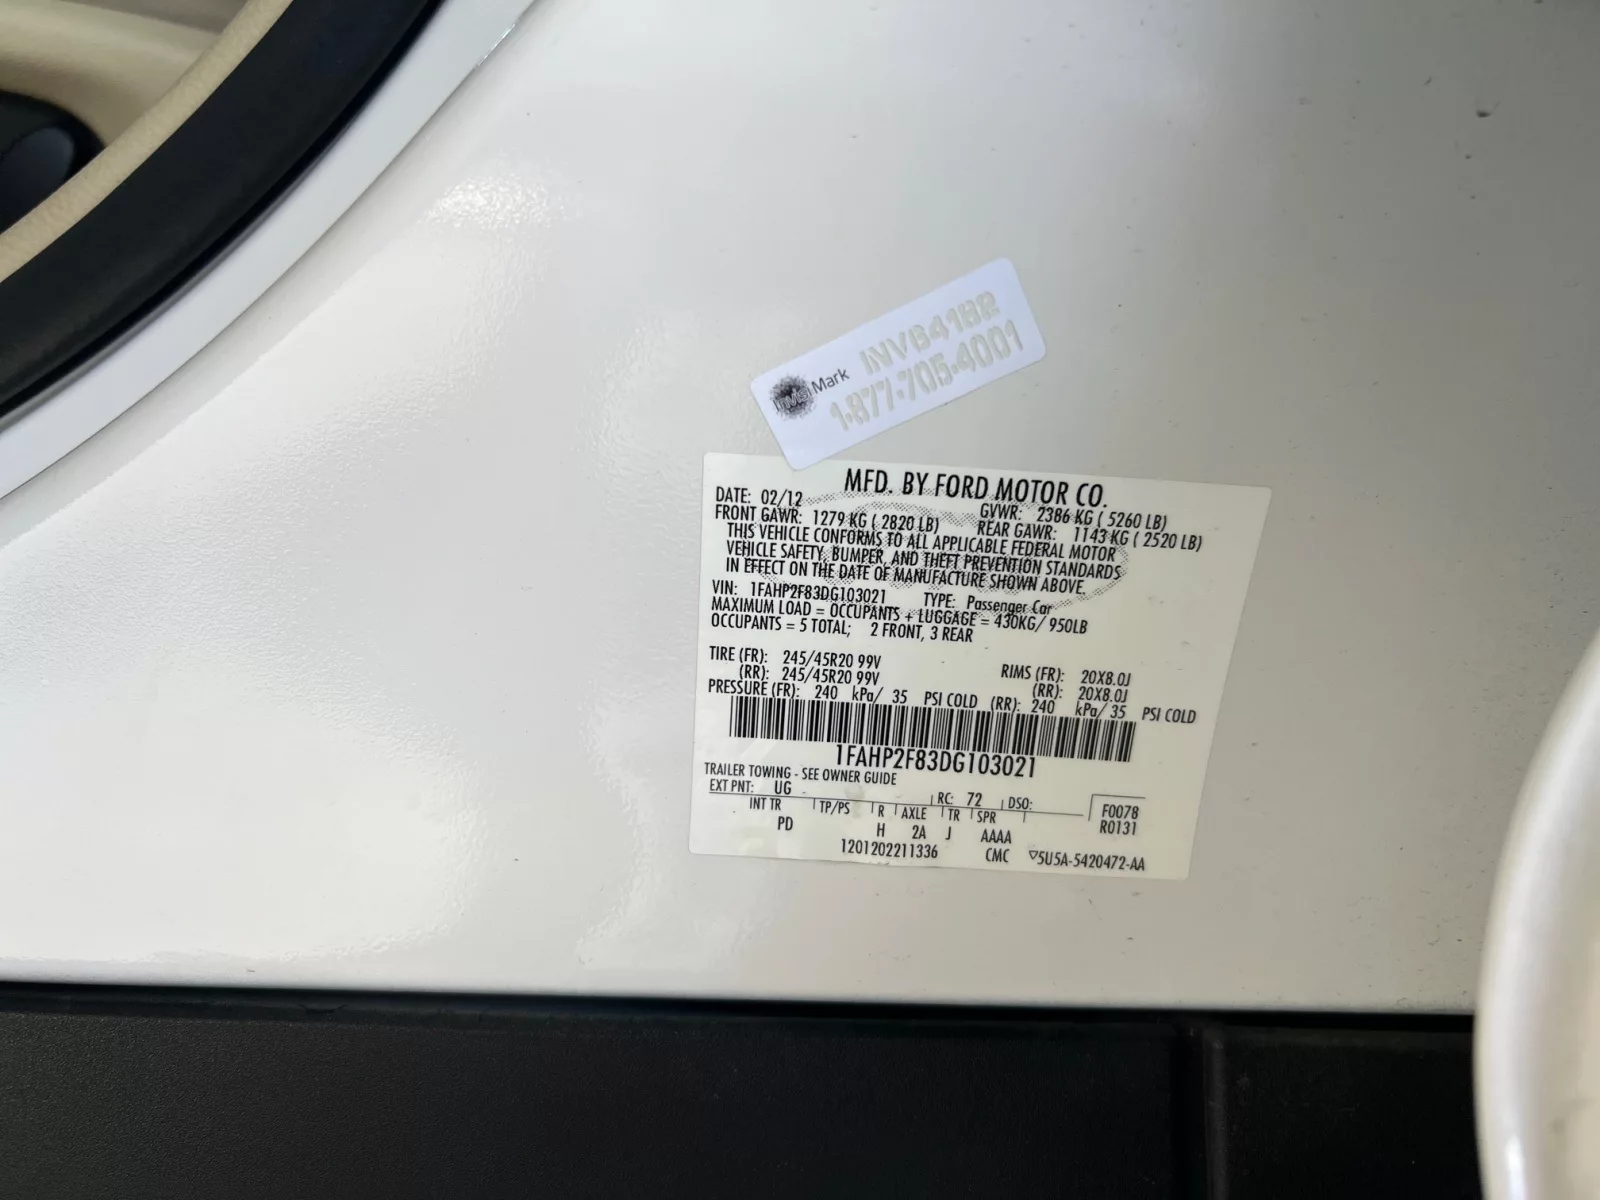 InvisiMark INV64182
1·877·705·4001
MFD. BY FORD MOTOR CO.
DATE: 02/12 GVWR: 2386 KG ( 5260 LB)
FRONT GAWR: 1279 KG ( 2820 LB) REAR GAWR: 1143 KG ( 2520 LB)
THIS VEHICLE CONFORMS TO ALL APPLICABLE FEDERAL MOTOR
VEHICLE SAFETY, BUMPER, AND THEFT PREVENTION STANDARDS
IN EFFECT ON THE DATE OF MANUFACTURE SHOWN ABOVE.
VIN: 1FAHP2F83DG103021 TYPE: Passenger Car
MAXIMUM LOAD = OCCUPANTS + LUGGAGE = 430KG/ 950LB
OCCUPANTS = 5 TOTAL; 2 FRONT, 3 REAR
TIRE (FR): 245/45R20 99V RIMS (FR): 20X8.0J
(RR): 245/45R20 99V (RR): 20X8.0J
PRESSURE (FR): 240 kPa/ 35 PSI COLD (RR): 240 kPa/ 35 PSI COLD
1FAHP2F83DG103021
TRAILER TOWING - SEE OWNER GUIDE
EXT PNT: UG RC: 72 DSO: F0078
INT TR TP/PS R AXLE TR SPR R0131
PD H 2A J AAAA
1201202211336 CMC ▽5U5A-5420472-AA